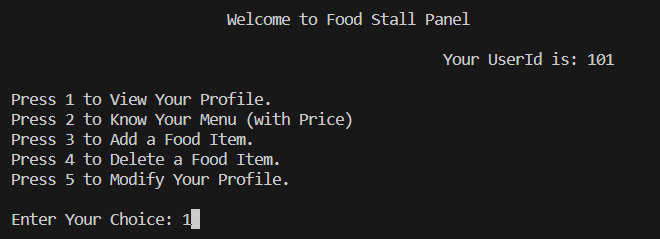 Welcome to Food Stall Panel
Your UserId is: 101
Press 1 to View Your Profile.
Press 2 to Know Your Menu (with Price)
Press 3 to Add a Food Item.
Press 4 to Delete a Food Item.
Press 5 to Modify Your Profile.
Enter Your Choice: 1